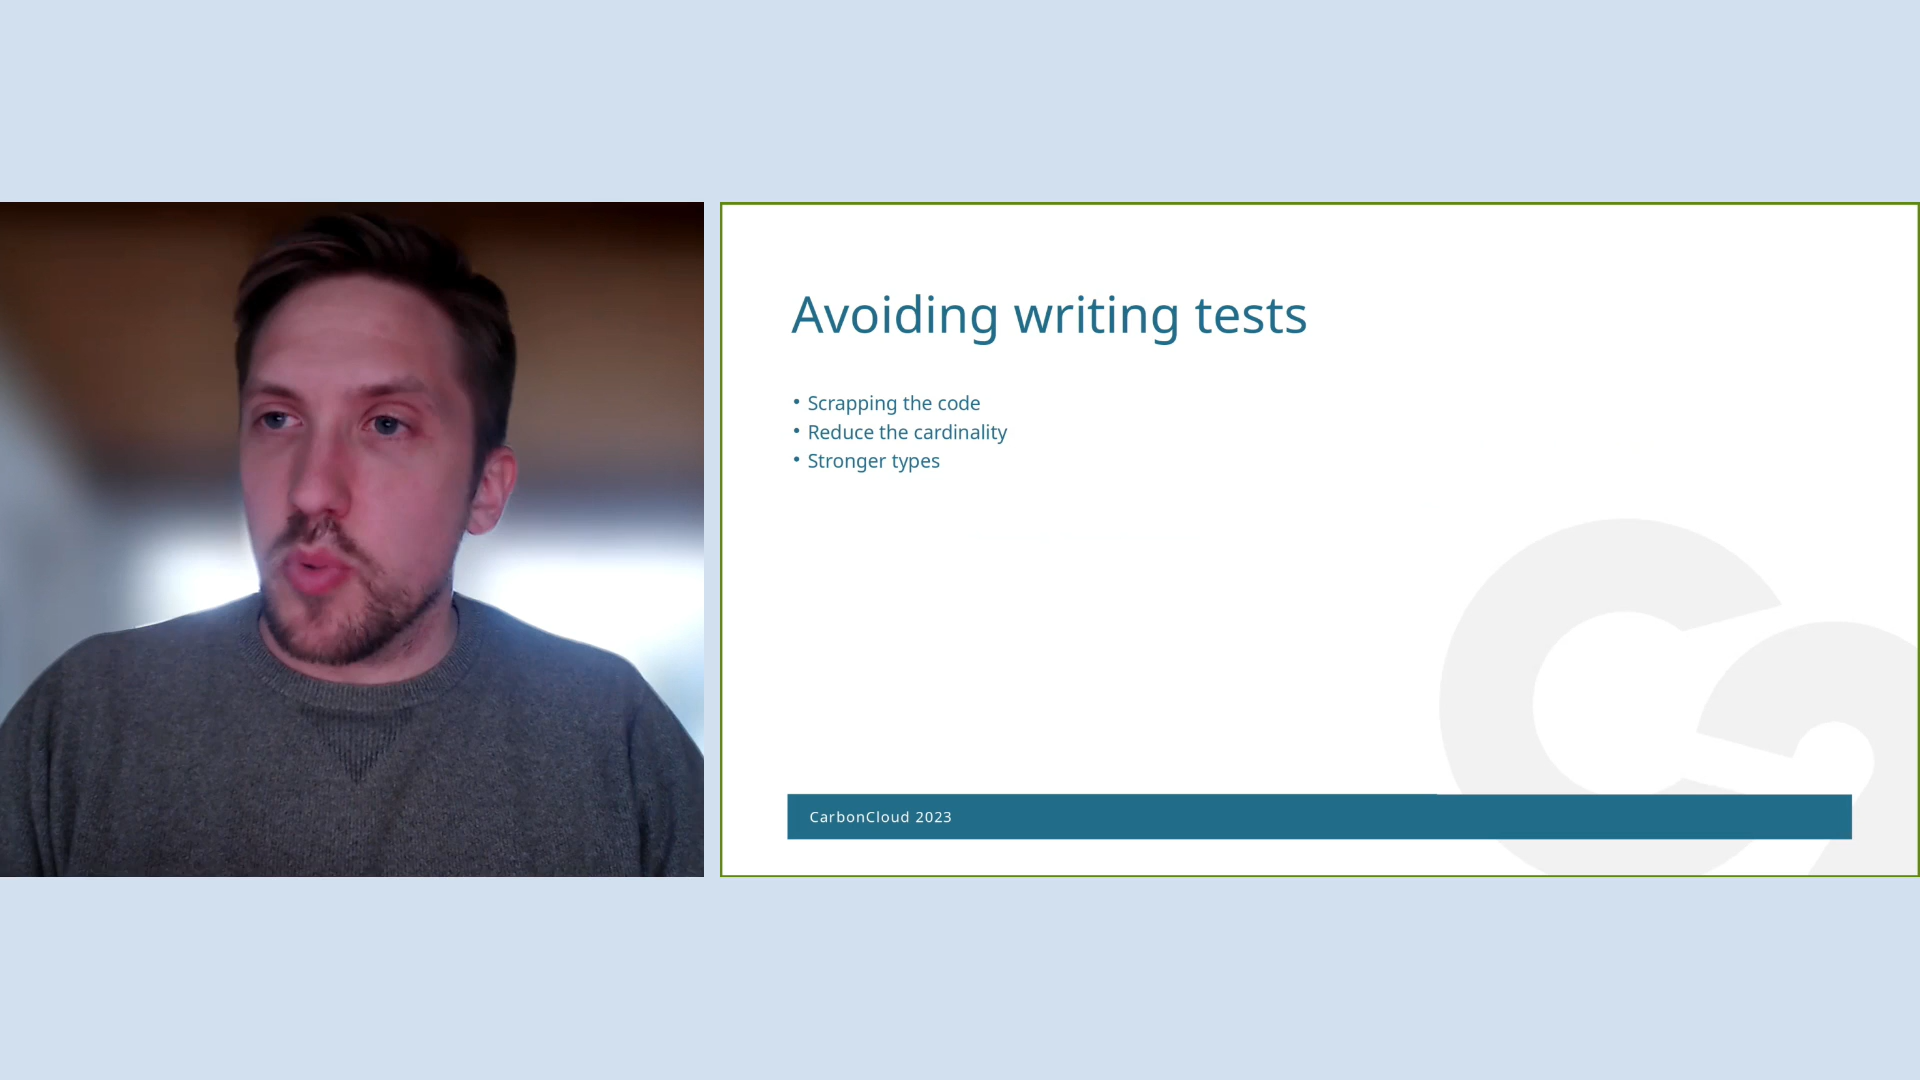 Avoiding writing tests
• Scrapping the code
• Reduce the cardinality
• Stronger types
CarbonCloud 2023